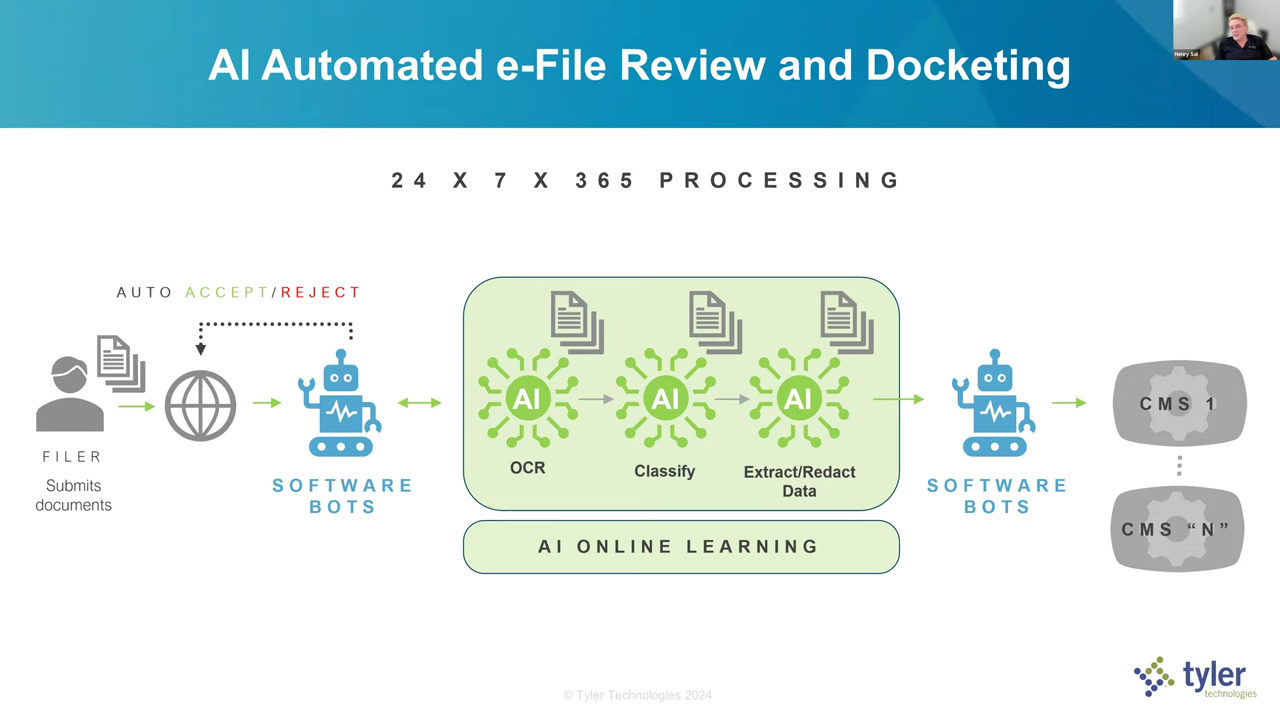 AI Automated e-File Review and Docketing
Henry Sal
24 X 7 X 365 PROCESSING
AUTO ACCEPT/REJECT
FILER
Submits
documents
SOFTWARE
BOTS
AI
OCR
AI
Classify
AI
Extract/Redact
Data
AI ONLINE LEARNING
SOFTWARE
BOTS
CMS 1
CMS “N”
© Tyler Technologies 2024
tyler
technologies